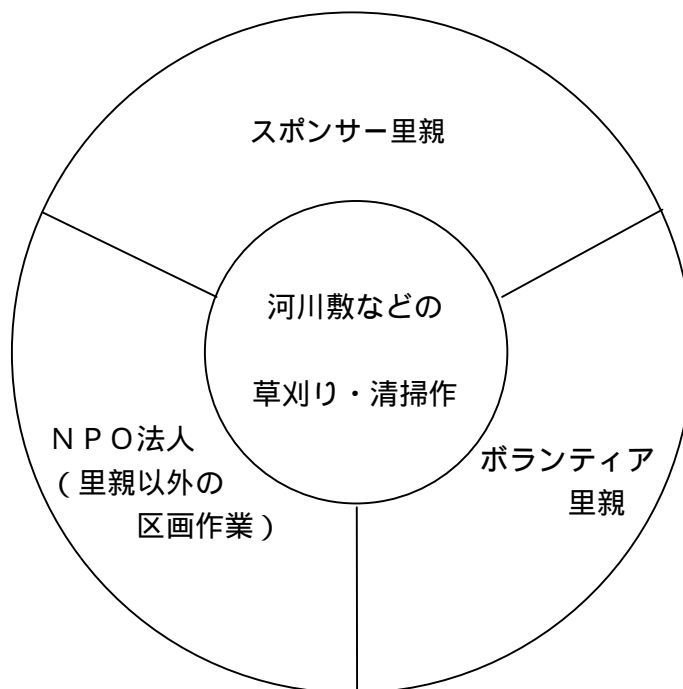 スポンサー里親
河川敷などの
草刈り・清掃作
NPO法人
(里親以外の
区画作業)
ボランティア
里親